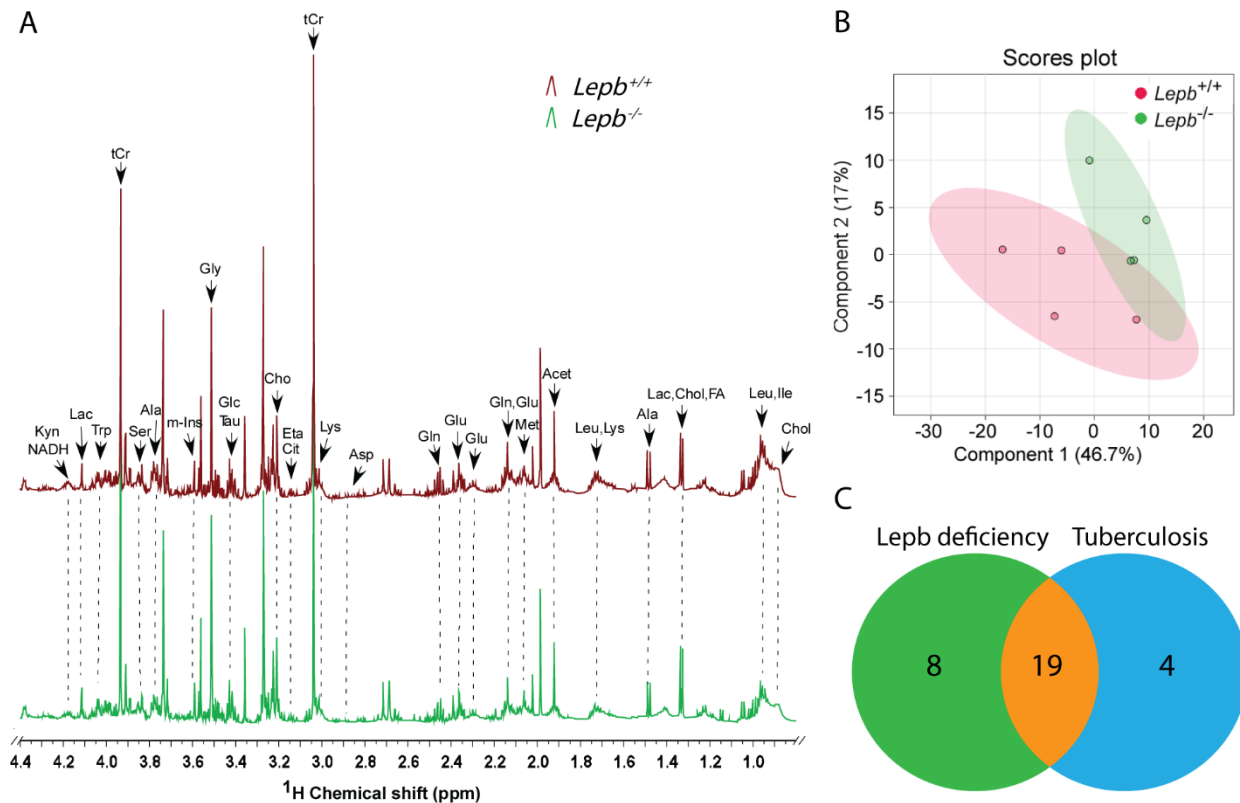 A
tCr
Lepb+/+
Lepb-/-
tCr
Gly
Cho
Acet
Glc
Tau
Gln,Glu
Met
Lac,Chol,FA
Leu,Ile
Lac
Ala
m-Ins
Kyn
NADH
Trp
Ser
Eta
Cit
Lys
Asp
Gln
Glu
Glu
Leu,Lys
Ala
Chol
4.4 4.2 4.0 3.8 3.6 3.4 3.2 3.0 2.8 2.6 2.4 2.2 2.0 1.8 1.6 1.4 1.2 1.0
1H Chemical shift (ppm)
B
Scores plot
Lepb+/+
Lepb-/-
Component 2 (17%)
15
10
5
0
-5
-10
-15
-30 -20 -10 0 10 20
Component 1 (46.7%)
C
Lepb deficiency Tuberculosis
8 19 4